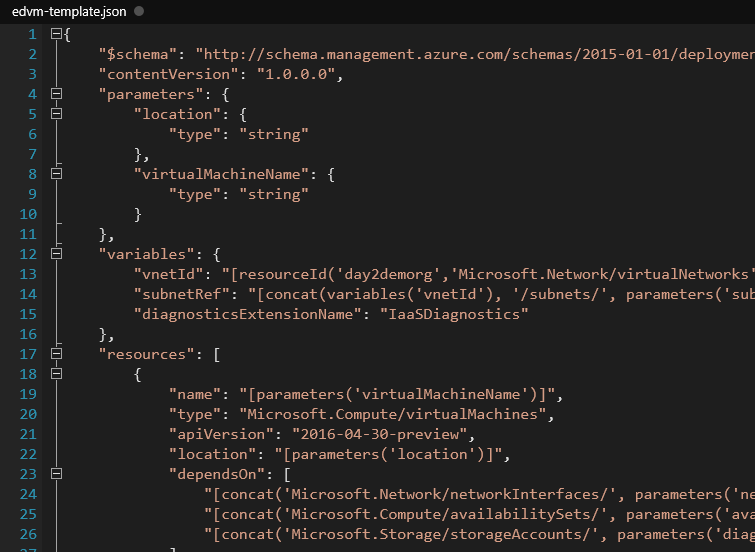 edvm-template.json
1 {
2 "$schema": "http://schema.management.azure.com/schemas/2015-01-01/deploymen
3 "contentVersion": "1.0.0.0",
4 "parameters": {
5 "location": {
6 "type": "string"
7 },
8 "virtualMachineName": {
9 "type": "string"
10 }
11 },
12 "variables": {
13 "vnetId": "[resourceId('day2demorg','Microsoft.Network/virtualNetworks'
14 "subnetRef": "[concat(variables('vnetId'), '/subnets/', parameters('sub
15 "diagnosticsExtensionName": "IaaSDiagnostics"
16 },
17 "resources": [
18 {
19 "name": "[parameters('virtualMachineName')]",
20 "type": "Microsoft.Compute/virtualMachines",
21 "apiVersion": "2016-04-30-preview",
22 "location": "[parameters('location')]",
23 "dependsOn": [
24 "[concat('Microsoft.Network/networkInterfaces/', parameters('ne
25 "[concat('Microsoft.Compute/availabilitySets/', parameters('ava
26 "[concat('Microsoft.Storage/storageAccounts/', parameters('diag
27 ]